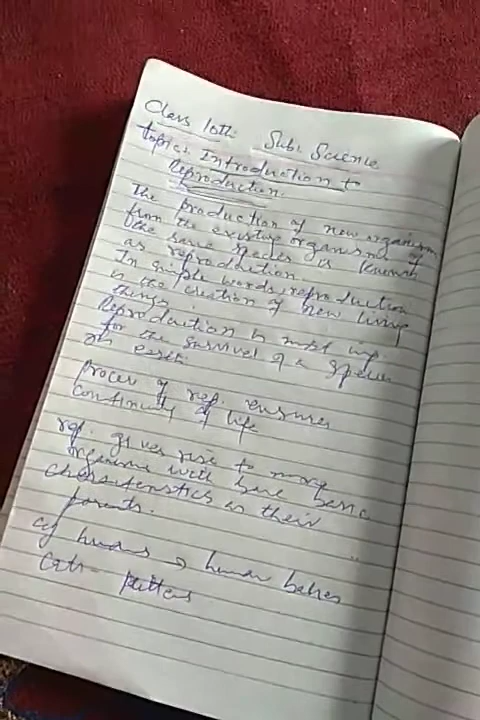 Class 10th Sub: Science
topic: Introduction to
Reproduction.
The production of new organism
from the existing organisms of
the same species is known
as reproduction.
In simple words, reproduction
is the creation of new living
things.
Reproduction is most imp
for the survival of a species
on earth
process of rep. ensures
continuity of life
rep. gives rise to more
organisms with same basic
characteristics as their
parents.
eg humans → human babies
Cats - kittens